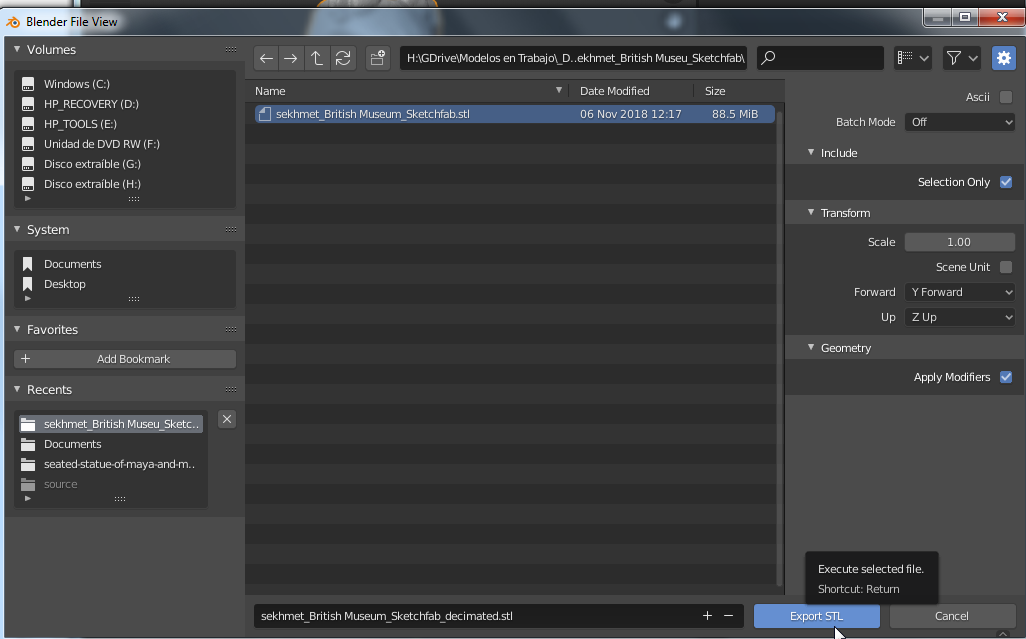 Blender File View
Volumes
Windows (C:)
HP_RECOVERY (D:)
HP_TOOLS (E:)
Unidad de DVD RW (F:)
Disco extraíble (G:)
Disco extraíble (H:)
System
Documents
Desktop
Favorites
Add Bookmark
Recents
sekhmet_British Museu_Sketc..
Documents
seated-statue-of-maya-and-m..
source
H:\GDrive\Modelos en Trabajo\_D..ekhmet_British Museu_Sketchfab\
Name Date Modified Size
sekhmet_British Museum_Sketchfab.stl 06 Nov 2018 12:17 88.5 MiB
Ascii
Batch Mode Off
Include
Selection Only
Transform
Scale 1.00
Scene Unit
Forward Y Forward
Up Z Up
Geometry
Apply Modifiers
Execute selected file.
Shortcut: Return
sekhmet_British Museum_Sketchfab_decimated.stl
Export STL
Cancel